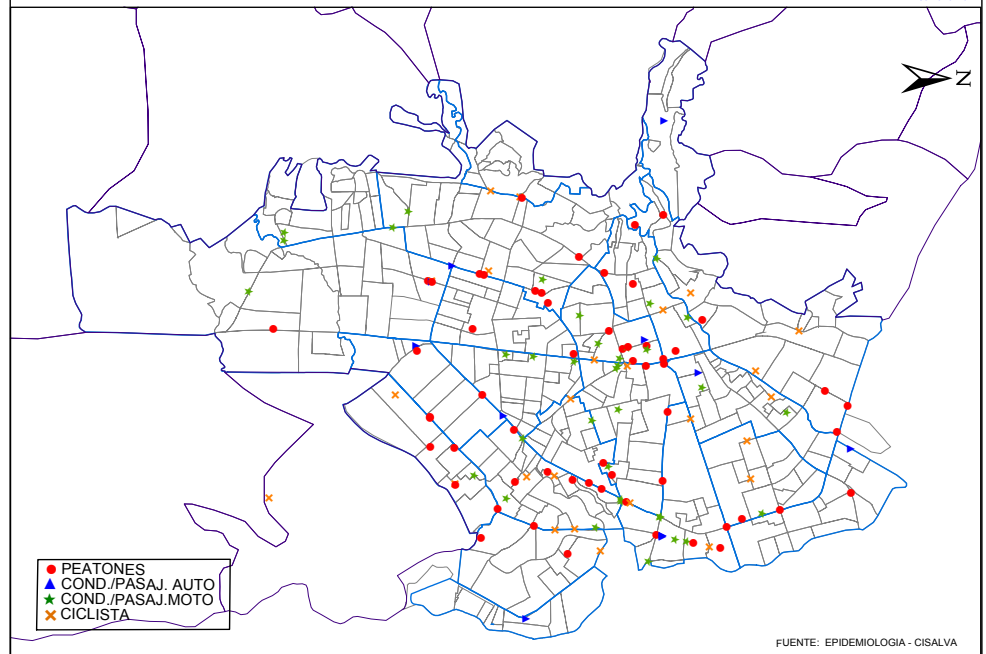 N
PEATONES
COND./PASAJ. AUTO
COND./PASAJ.MOTO
CICLISTA
FUENTE: EPIDEMIOLOGIA - CISALVA